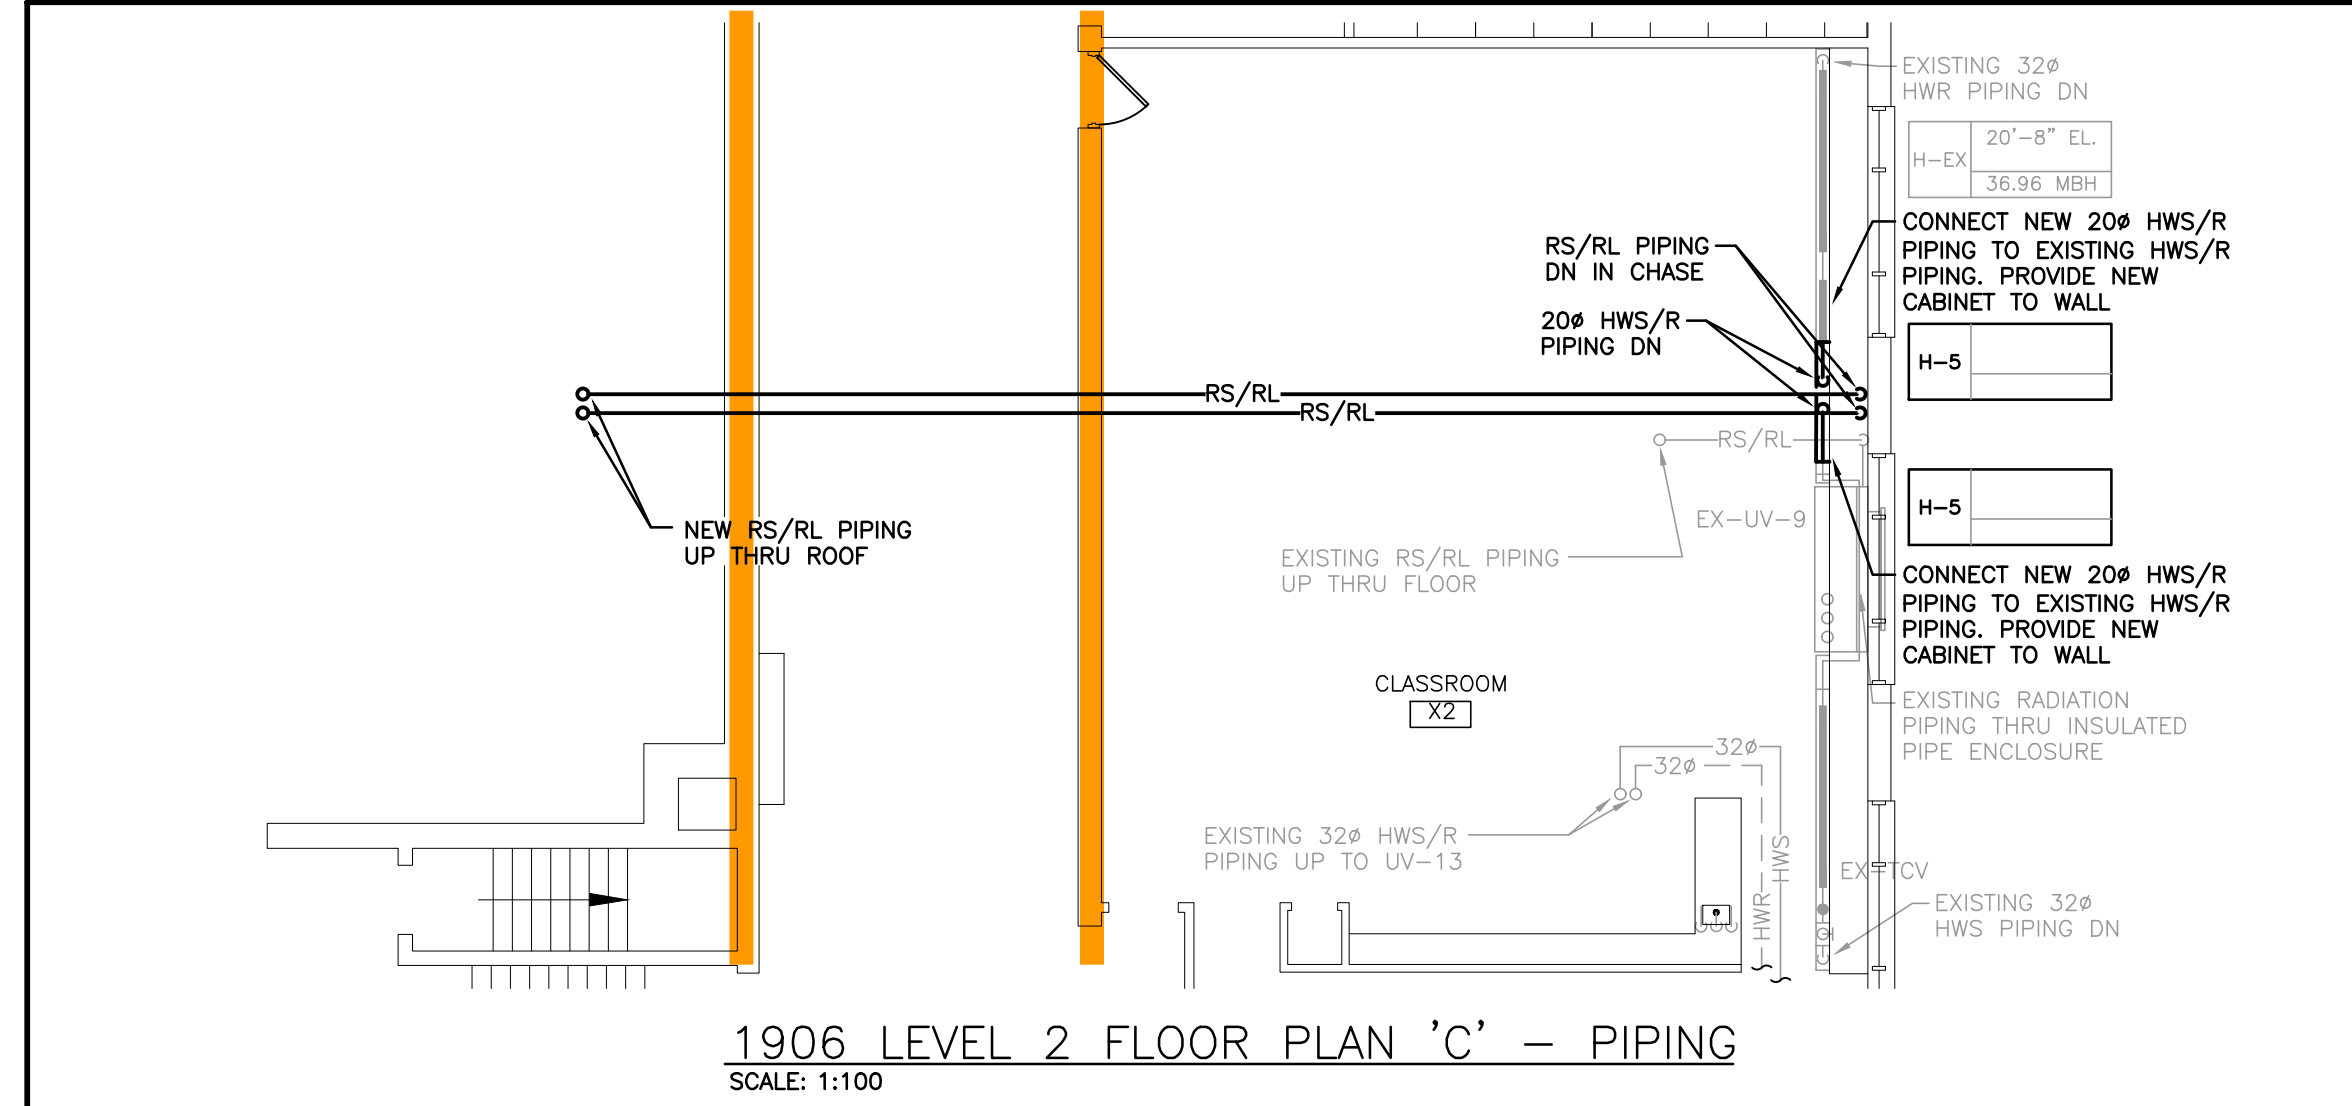 EXISTING 32ø
HWR PIPING DN
20'-8" EL.
H-EX
36.96 MBH
CONNECT NEW 20ø HWS/R
PIPING TO EXISTING HWS/R
PIPING. PROVIDE NEW
CABINET TO WALL
RS/RL PIPING
DN IN CHASE
20ø HWS/R
PIPING DN
H-5
RS/RL
RS/RL
RS/RL
H-5
EX-UV-9
NEW RS/RL PIPING
UP THRU ROOF
EXISTING RS/RL PIPING
UP THRU FLOOR
CONNECT NEW 20ø HWS/R
PIPING TO EXISTING HWS/R
PIPING. PROVIDE NEW
CABINET TO WALL
CLASSROOM
X2
EXISTING RADIATION
PIPING THRU INSULATED
PIPE ENCLOSURE
32ø
32ø
EXISTING 32ø HWS/R
PIPING UP TO UV-13
HWS
HWR
EX-TCV
EXISTING 32ø
HWS PIPING DN
1906 LEVEL 2 FLOOR PLAN 'C' - PIPING
SCALE: 1:100